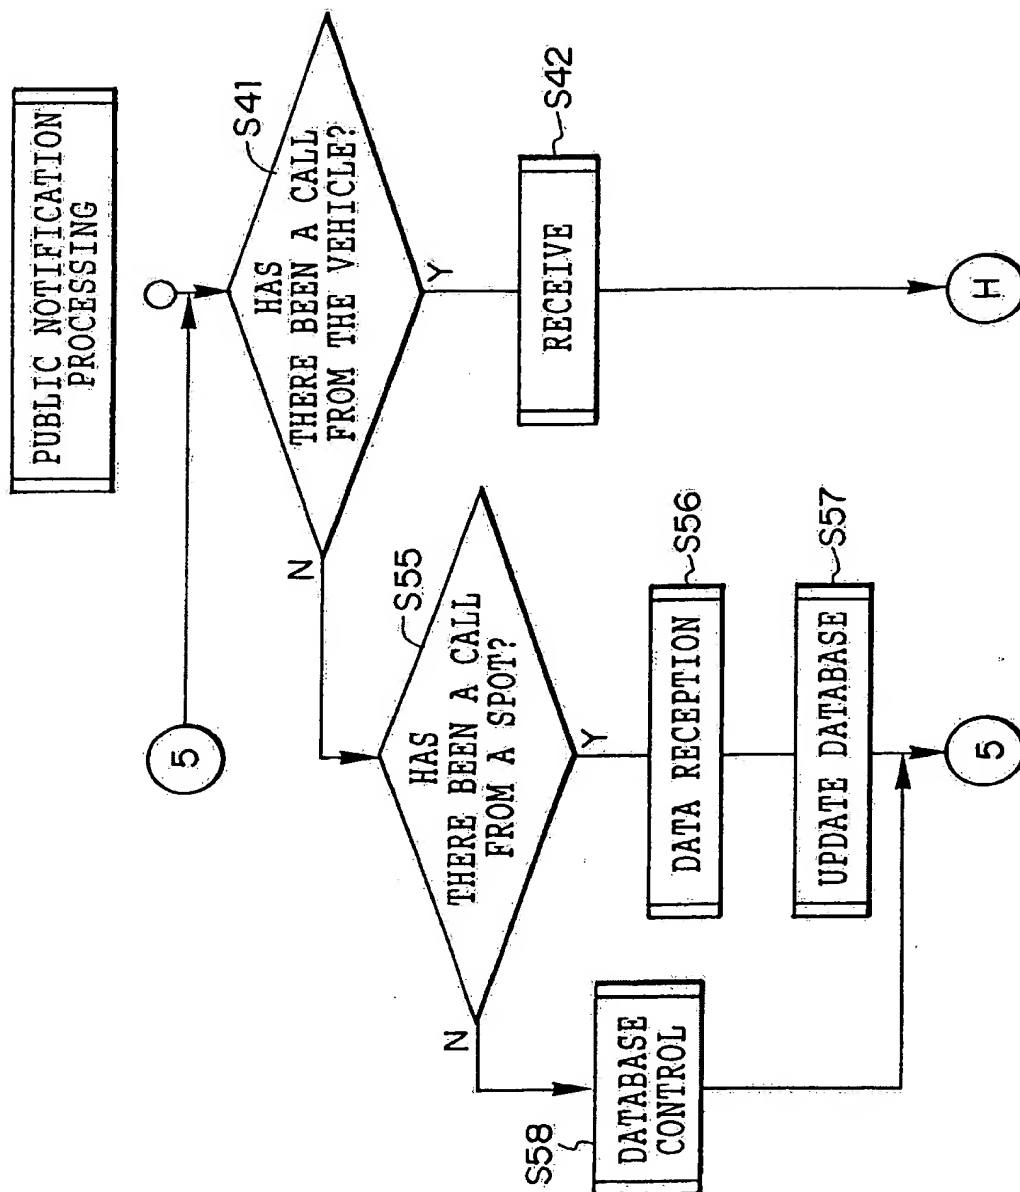 PUBLIC NOTIFICATION
PROCESSING
5
S41
HAS
THERE BEEN A CALL
FROM THE VEHICLE?
N
Y
S42
RECEIVE
H
S55
HAS
THERE BEEN A CALL
FROM A SPOT?
N
Y
S56
DATA RECEPTION
S57
UPDATE DATABASE
S58
DATABASE
CONTROL
5